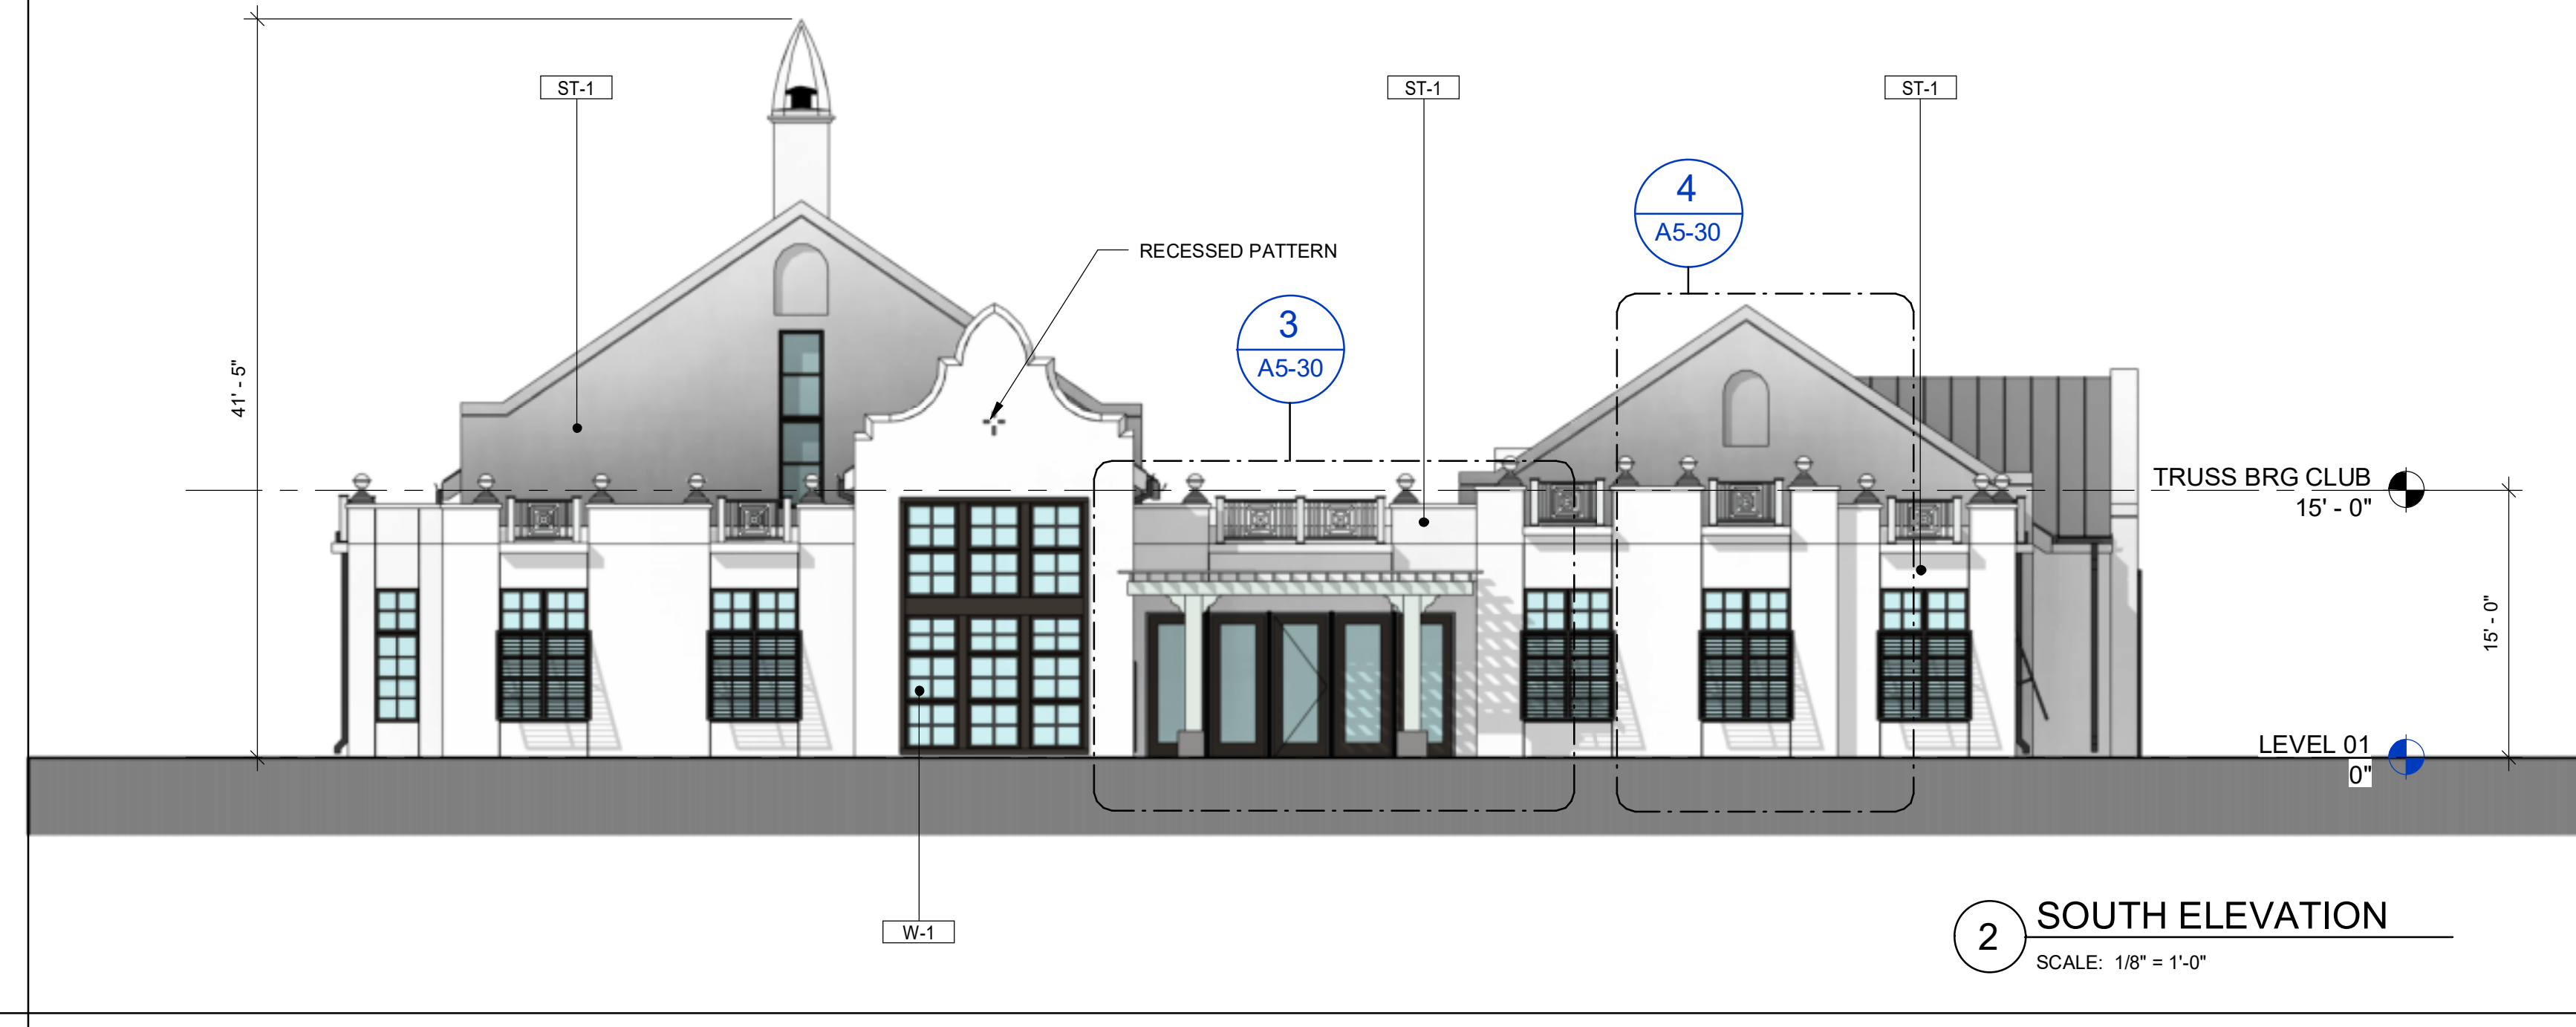 ST-1
ST-1
ST-1
4
A5-30
RECESSED PATTERN
3
A5-30
41' - 5"
TRUSS BRG CLUB
15' - 0"
15' - 0"
LEVEL 01
0"
W-1
2
SOUTH ELEVATION
SCALE: 1/8" = 1'-0"